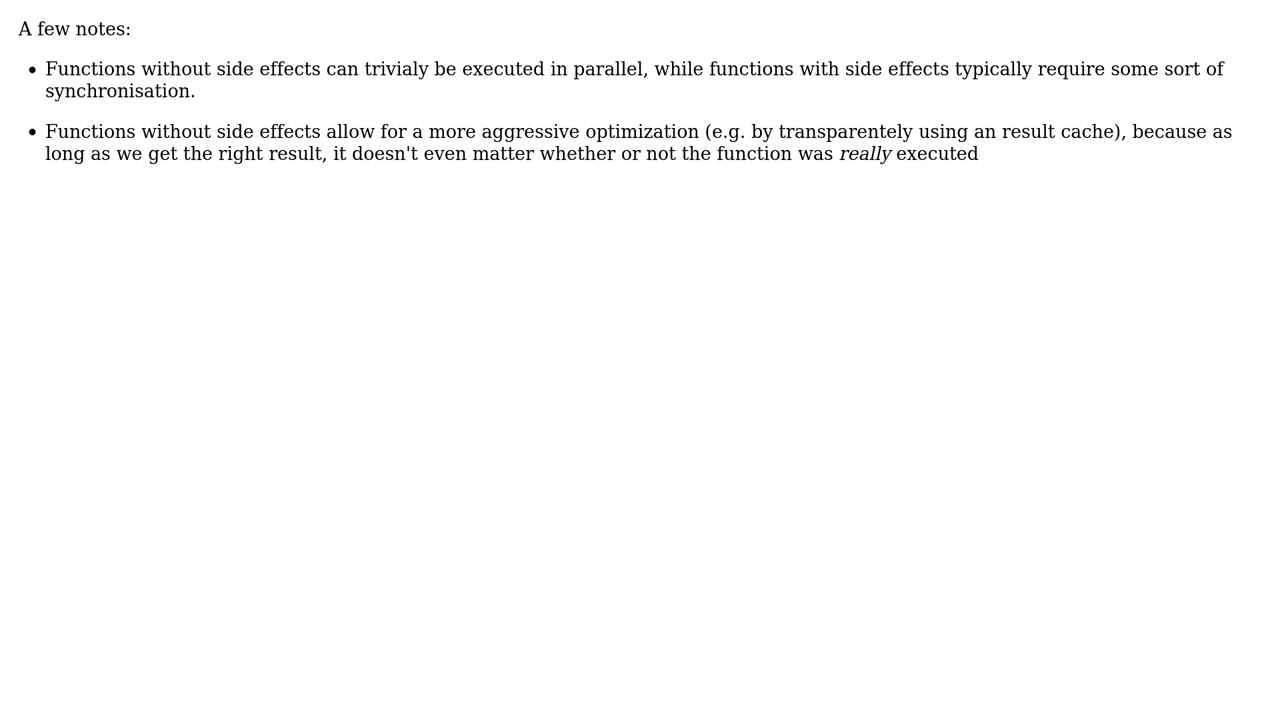 A few notes:
Functions without side effects can trivialy be executed in parallel, while functions with side effects typically require some sort of
synchronisation.
Functions without side effects allow for a more aggressive optimization (e.g. by transparentely using an result cache), because as
long as we get the right result, it doesn't even matter whether or not the function was really executed